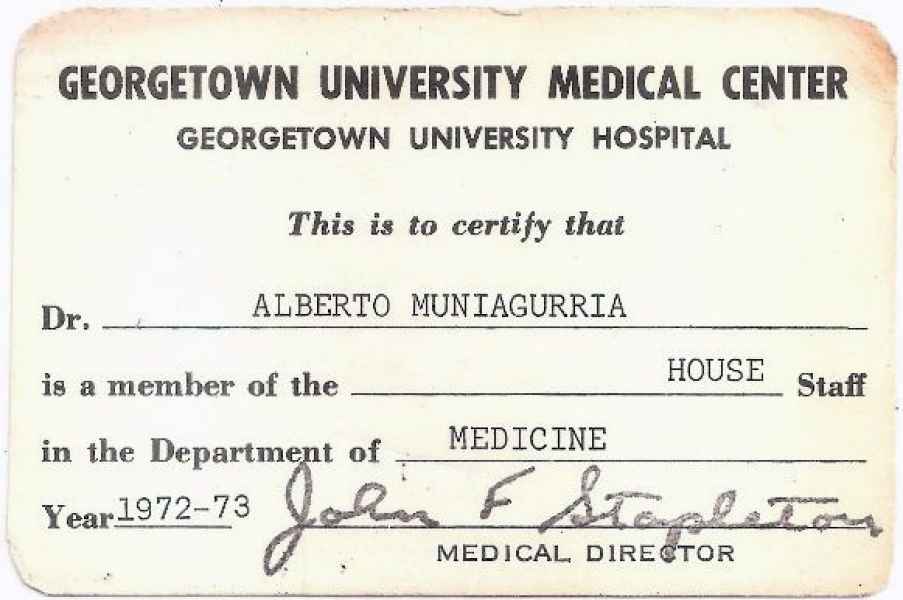 GEORGETOWN UNIVERSITY MEDICAL CENTER
GEORGETOWN UNIVERSITY HOSPITAL
This is to certify that
Dr. ALBERTO MUNIAGURRIA
is a member of the HOUSE Staff
in the Department of MEDICINE
Year 1972-73 John F Stapleton
MEDICAL DIRECTOR